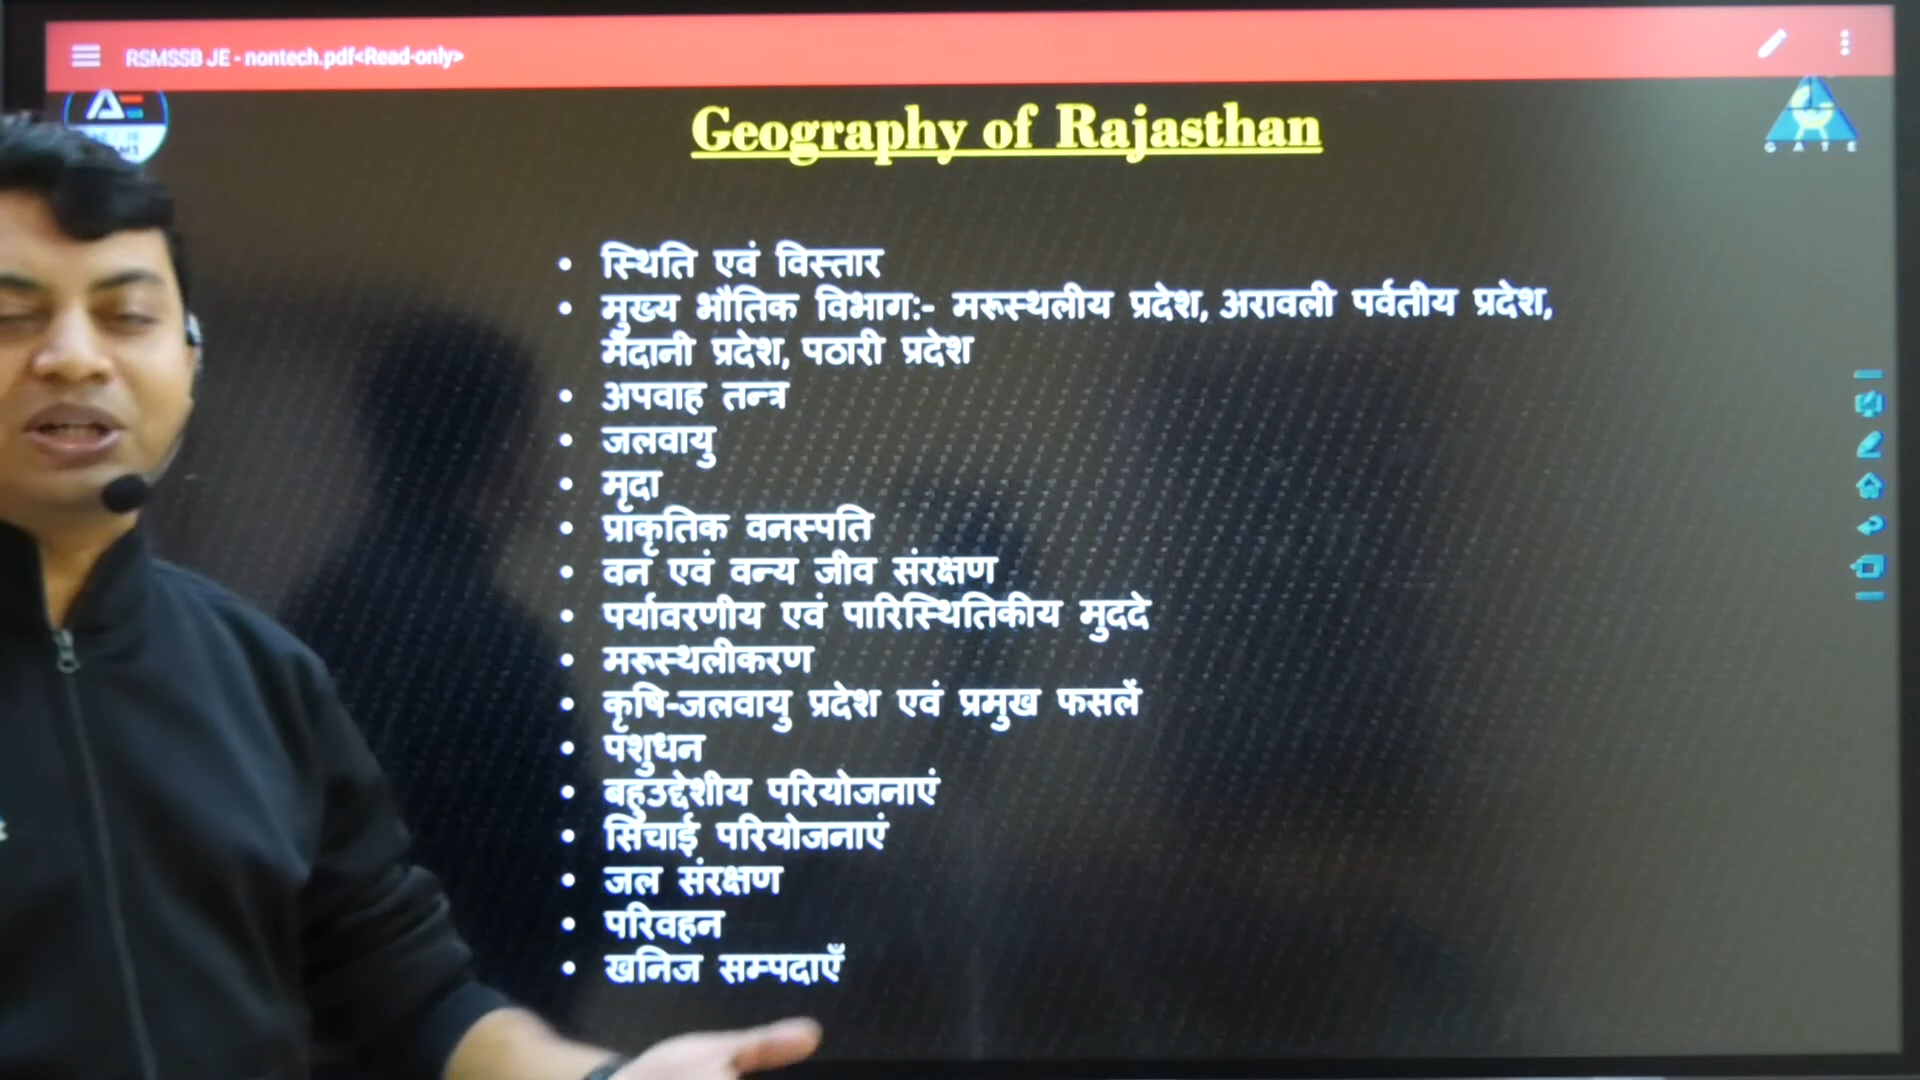 RSMSSB JE - nontech.pdf<Read-only>
Geography of Rajasthan
GATE
• स्थिति एवं विस्तार
• मुख्य भौतिक विभाग:- मरूस्थलीय प्रदेश, अरावली पर्वतीय प्रदेश,
मैदानी प्रदेश, पठारी प्रदेश
• अपवाह तन्त्र
• जलवायु
• मृदा
• प्राकृतिक वनस्पति
• वन एवं वन्य जीव संरक्षण
• पर्यावरणीय एवं पारिस्थितिकीय मुददे
• मरूस्थलीकरण
• कृषि-जलवायु प्रदेश एवं प्रमुख फसलें
• पशुधन
• बहुउद्देशीय परियोजनाएं
• सिंचाई परियोजनाएं
• जल संरक्षण
• परिवहन
• खनिज सम्पदाएँ